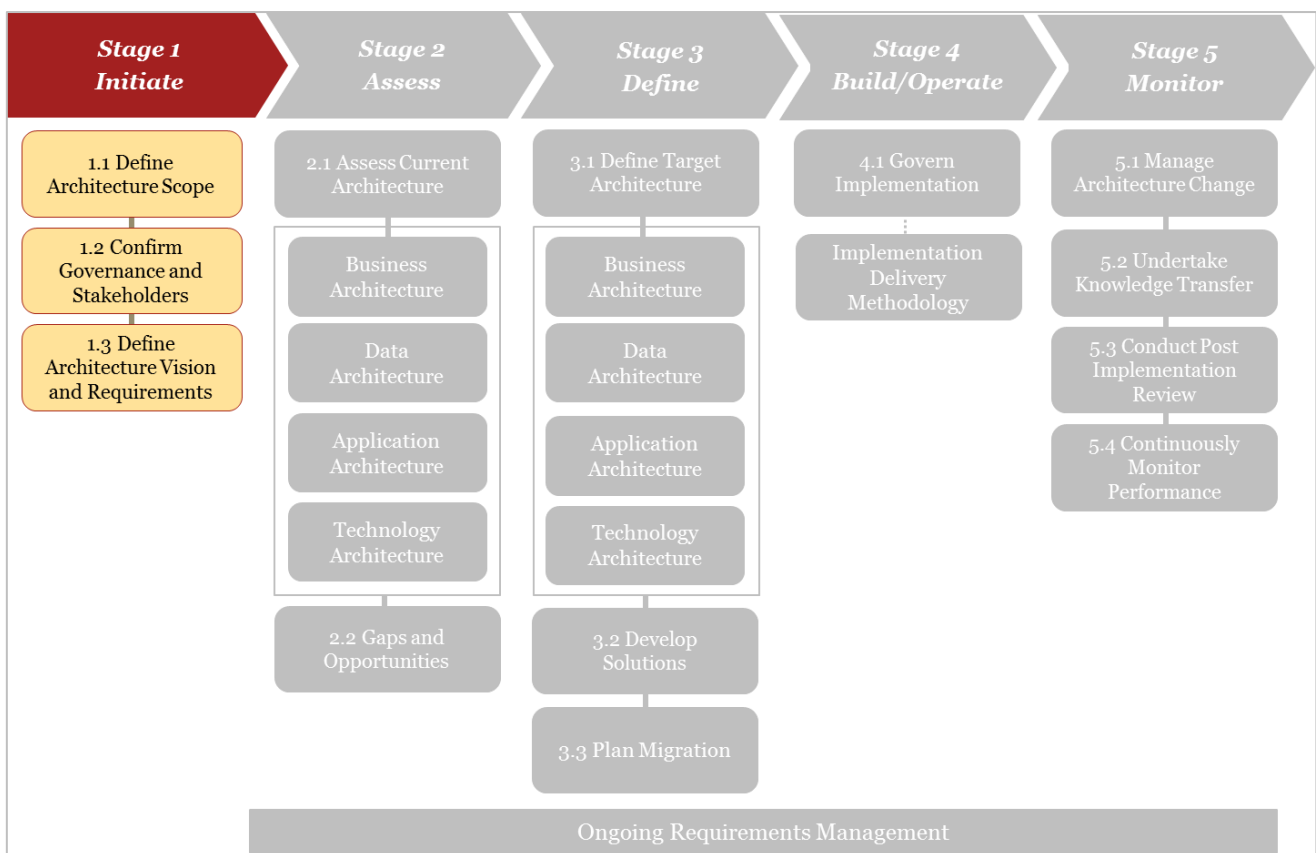 Stage 1
Initiate
Stage 2
Assess
Stage 3
Define
Stage 4
Build/Operate
Stage 5
Monitor
1.1 Define
Architecture Scope
1.2 Confirm
Governance and
Stakeholders
1.3 Define
Architecture Vision
and Requirements
2.1 Assess Current
Architecture
Business
Architecture
Data
Architecture
Application
Architecture
Technology
Architecture
2.2 Gaps and
Opportunities
3.1 Define Target
Architecture
Business
Architecture
Data
Architecture
Application
Architecture
Technology
Architecture
3.2 Develop
Solutions
3.3 Plan Migration
4.1 Govern
Implementation
Implementation
Delivery
Methodology
5.1 Manage
Architecture Change
5.2 Undertake
Knowledge Transfer
5.3 Conduct Post
Implementation
Review
5.4 Continuously
Monitor
Performance
Ongoing Requirements Management